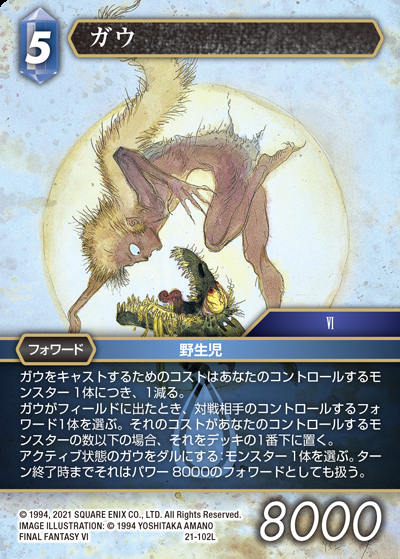 5
ガウ
VI
フォワード
野生児
ガウをキャストするためのコストはあなたのコントロールするモ
ンスター1体につき、1減る。
ガウがフィールドに出たとき、対戦相手のコントロールするフォ
ワード1体を選ぶ。それのコストがあなたのコントロールするモ
ンスターの数以下の場合、それをデッキの1番下に置く。
アクティブ状態のガウをダルにする:モンスター1体を選ぶ。ター
ン終了時までそれはパワー8000のフォワードとしても扱う。
© 1994, 2021 SQUARE ENIX CO., LTD. All Rights Reserved.
IMAGE ILLUSTRATION: © 1994 YOSHITAKA AMANO
FINAL FANTASY VI
21-102L
8000